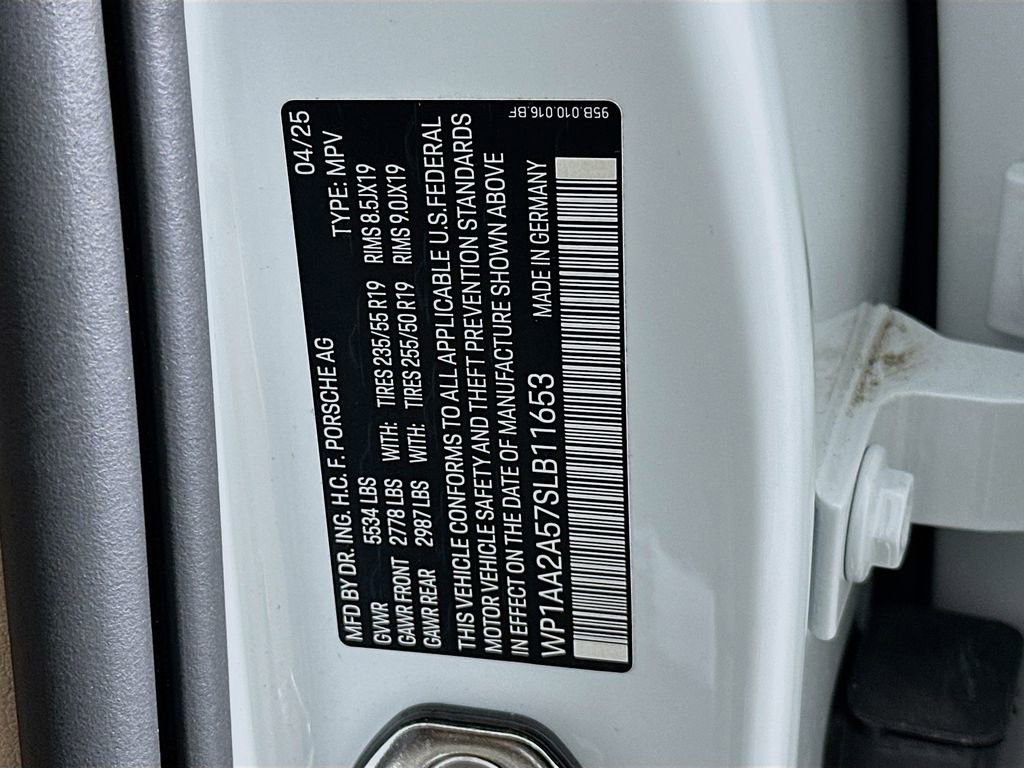 MFD BY DR. ING. H.C. F. PORSCHE AG 04/25
GVWR 5534 LBS TYPE: MPV
GAWR FRONT 2778 LBS WITH: TIRES 235/55 R19 RIMS 8.5JX19
GAWR REAR 2987 LBS WITH: TIRES 255/50 R19 RIMS 9.0JX19
THIS VEHICLE CONFORMS TO ALL APPLICABLE U.S.FEDERAL
MOTOR VEHICLE SAFETY AND THEFT PREVENTION STANDARDS
IN EFFECT ON THE DATE OF MANUFACTURE SHOWN ABOVE
WP1AA2A57SLB11653 MADE IN GERMANY
95B.010.016.BF